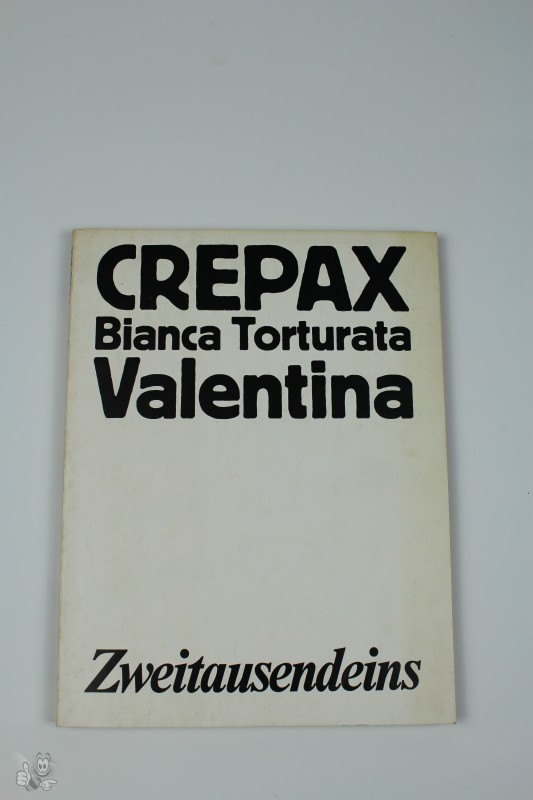 CREPAX
Bianca Torturata
Valentina
Zweitausendeins